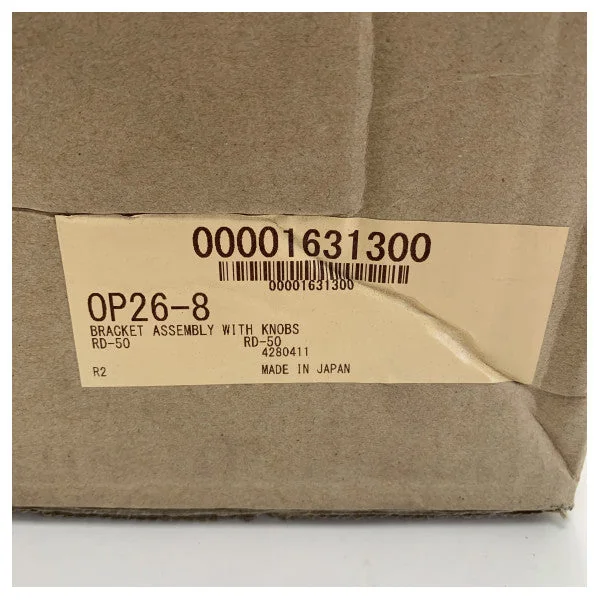 00001631300
00001631300
OP26-8
BRACKET ASSEMBLY WITH KNOBS
RD-50 RD-50
4280411
R2 MADE IN JAPAN